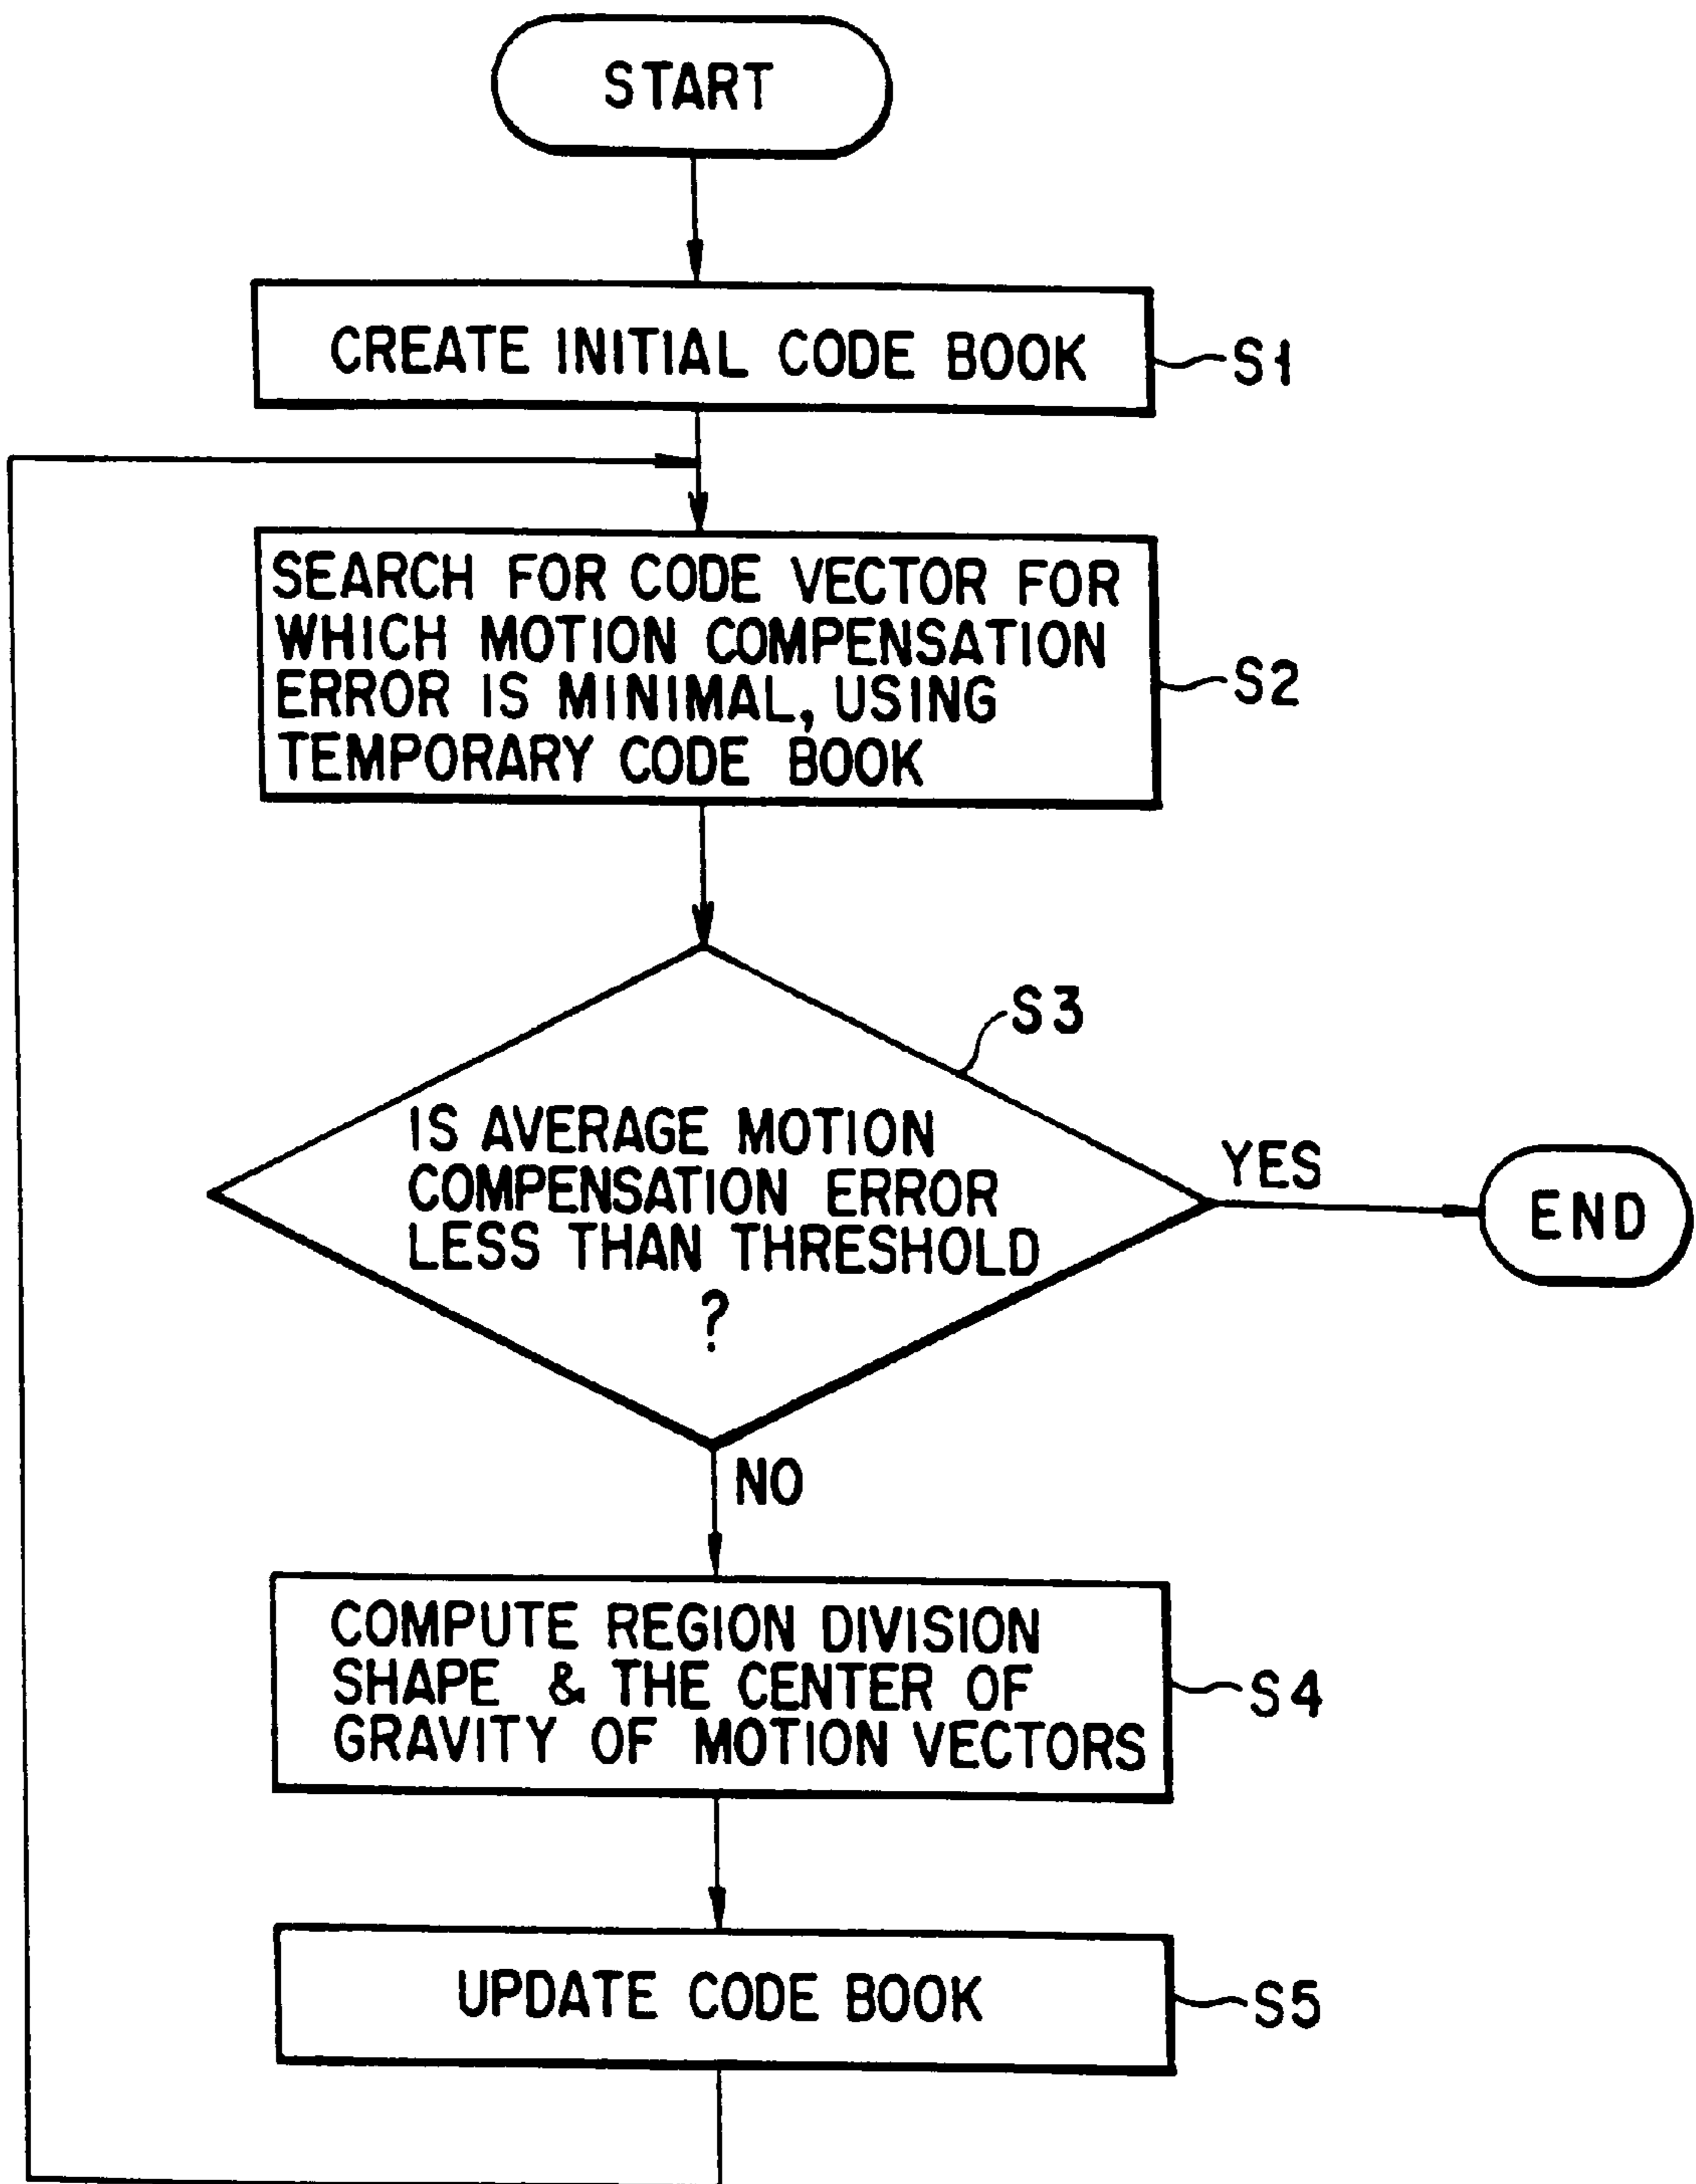 START
CREATE INITIAL CODE BOOK
S1
SEARCH FOR CODE VECTOR FOR
WHICH MOTION COMPENSATION
ERROR IS MINIMAL, USING
TEMPORARY CODE BOOK
S2
S3
IS AVERAGE MOTION
COMPENSATION ERROR
LESS THAN THRESHOLD
?
YES
END
NO
COMPUTE REGION DIVISION
SHAPE & THE CENTER OF
GRAVITY OF MOTION VECTORS
S4
UPDATE CODE BOOK
S5